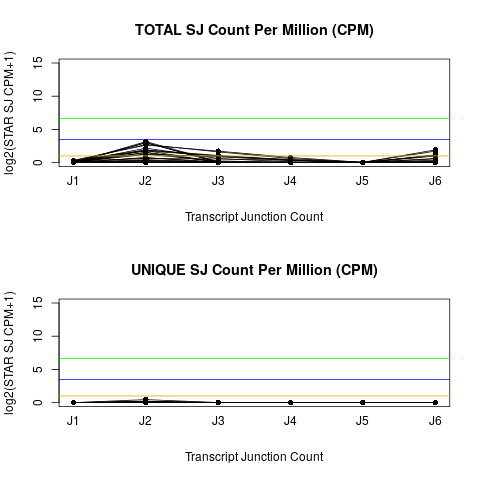 TOTAL SJ Count Per Million (CPM)
log2(STAR SJ CPM+1)
15
10
5
0
J1 J2 J3 J4 J5 J6
Transcript Junction Count
UNIQUE SJ Count Per Million (CPM)
log2(STAR SJ CPM+1)
15
10
5
0
J1 J2 J3 J4 J5 J6
Transcript Junction Count